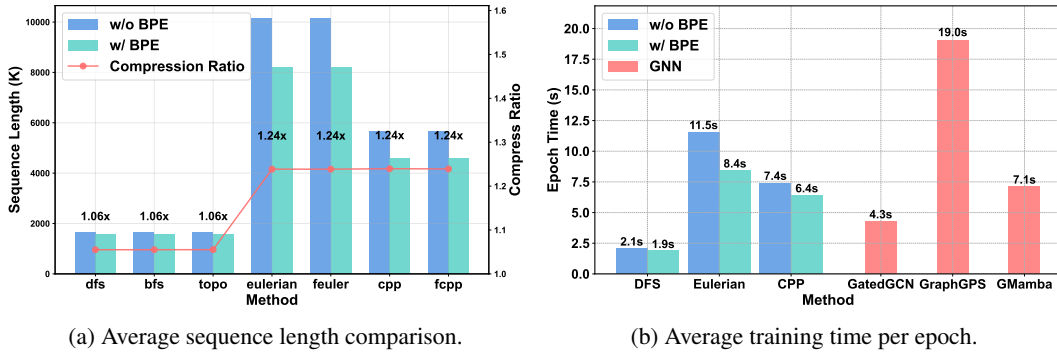 w/o BPE
w/ BPE
Compression Ratio
Sequence Length (K)
10000
8000
6000
4000
2000
0
1.06x
1.06x
1.06x
1.24x
1.24x
1.24x
1.24x
1.6
1.5
1.4
1.3
1.2
1.1
1.0
Compress Ratio
dfs bfs topo eulerian feuler cpp fcpp
Method
(a) Average sequence length comparison.
w/o BPE
w/ BPE
GNN
Epoch Time (s)
20.0
17.5
15.0
12.5
10.0
7.5
5.0
2.5
0.0
2.1s
1.9s
11.5s
8.4s
7.4s
6.4s
4.3s
19.0s
7.1s
DFS Eulerian CPP GatedGCN GraphGPS GMamba
Method
(b) Average training time per epoch.